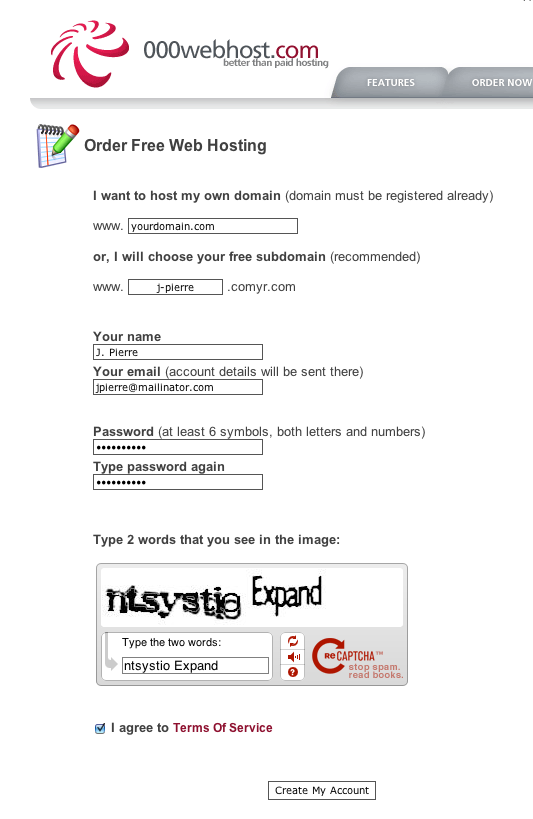 000webhost.com
better than paid hosting
FEATURES
ORDER NOW
Order Free Web Hosting
I want to host my own domain (domain must be registered already)
www. yourdomain.com
or, I will choose your free subdomain (recommended)
www. j-pierre .comyr.com
Your name
J. Pierre
Your email (account details will be sent there)
jpierre@mailinator.com
Password (at least 6 symbols, both letters and numbers)
••••••••••
Type password again
••••••••••
Type 2 words that you see in the image:
ntsystio Expand
Type the two words:
ntsystio Expand
reCAPTCHA™
stop spam.
read books.
I agree to Terms Of Service
Create My Account